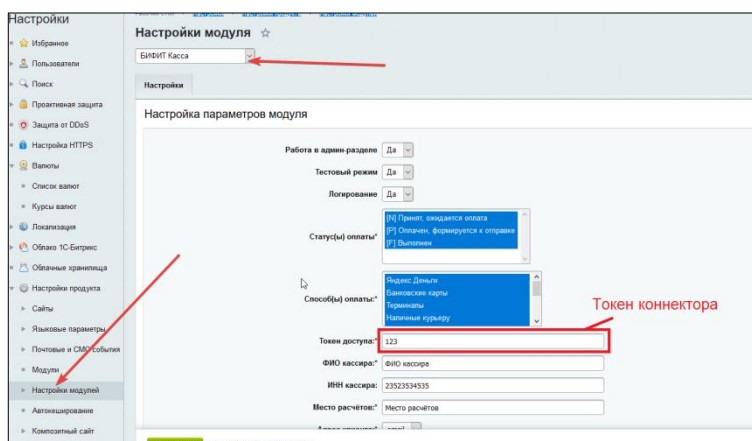 Настройки
Избранное
Пользователи
Поиск
Проактивная защита
Защита от DDoS
Настройка HTTPS
Валюты
Список валют
Курсы валют
Локализация
Облако 1С-Битрикс
Облачные хранилища
Настройки продукта
Сайты
Языковые параметры
Почтовые и СМС события
Модули
Настройки модулей
Автокеширование
Композитный сайт
Настройки модуля
БИФИТ Касса
Настройки
Настройка параметров модуля
Работа в админ-разделе Да
Тестовый режим Да
Логирование Да
Статус(ы) оплаты*
[N] Принят, ожидается оплата
[P] Оплачен, формируется к отправке
[F] Выполнен
Способ(ы) оплаты:*
Яндекс.Деньги
Банковские карты
Терминалы
Наличные курьеру
Токен коннектора
Токен доступа:* 123
ФИО кассира:* ФИО кассира
ИНН кассира: 23523534535
Место расчётов:* Место расчётов